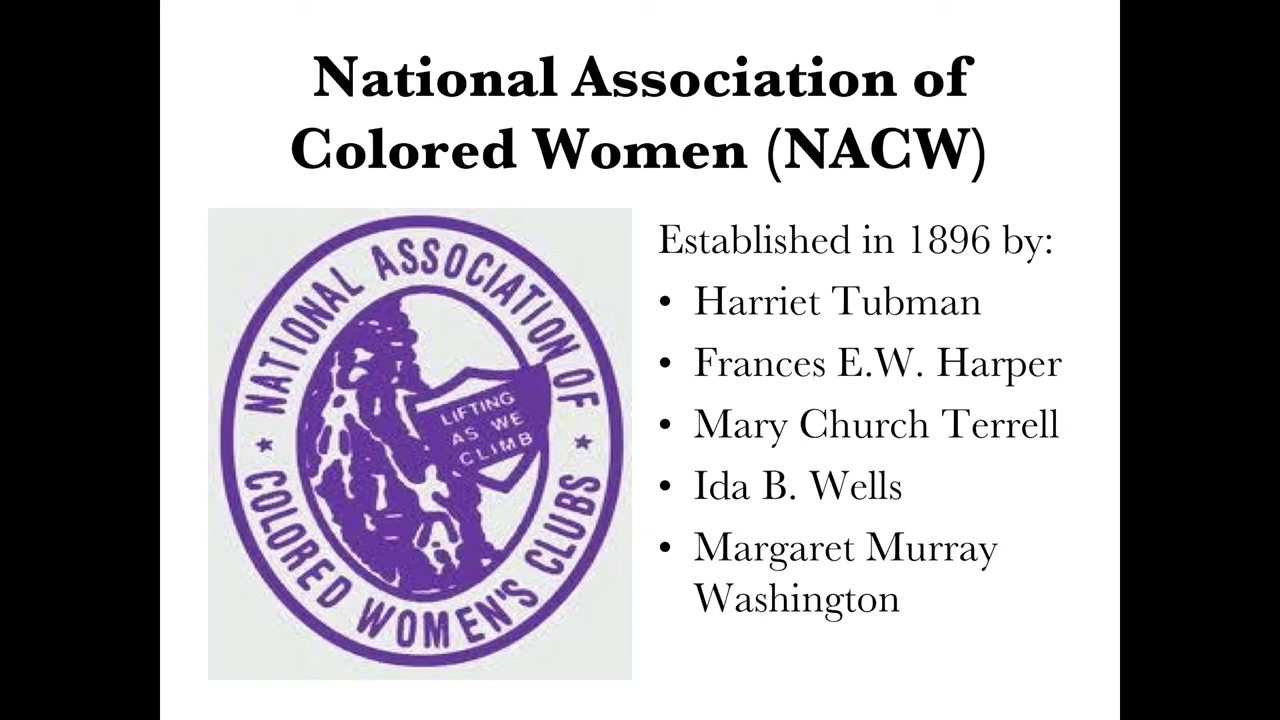 National Association of
Colored Women (NACW)
NATIONAL ASSOCIATION OF
COLORED WOMEN'S CLUBS
LIFTING
AS WE
CLIMB
Established in 1896 by:
• Harriet Tubman
• Frances E.W. Harper
• Mary Church Terrell
• Ida B. Wells
• Margaret Murray
Washington